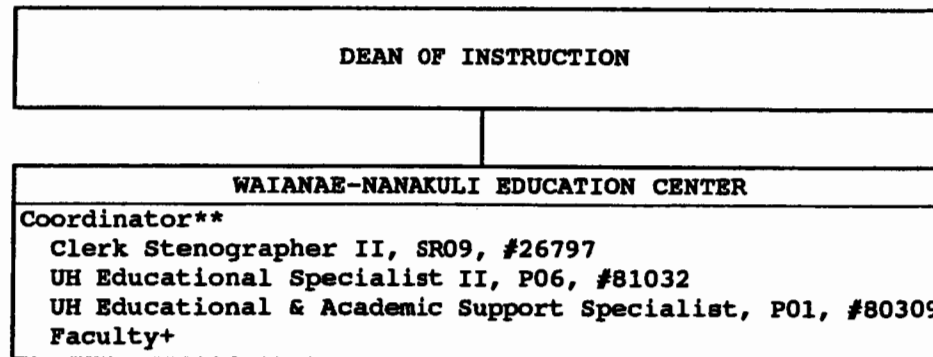 DEAN OF INSTRUCTION
WAIANAE-NANAKULI EDUCATION CENTER
Coordinator**
Clerk Stenographer II, SR09, #26797
UH Educational Specialist II, P06, #81032
UH Educational & Academic Support Specialist, P01, #80309
Faculty+